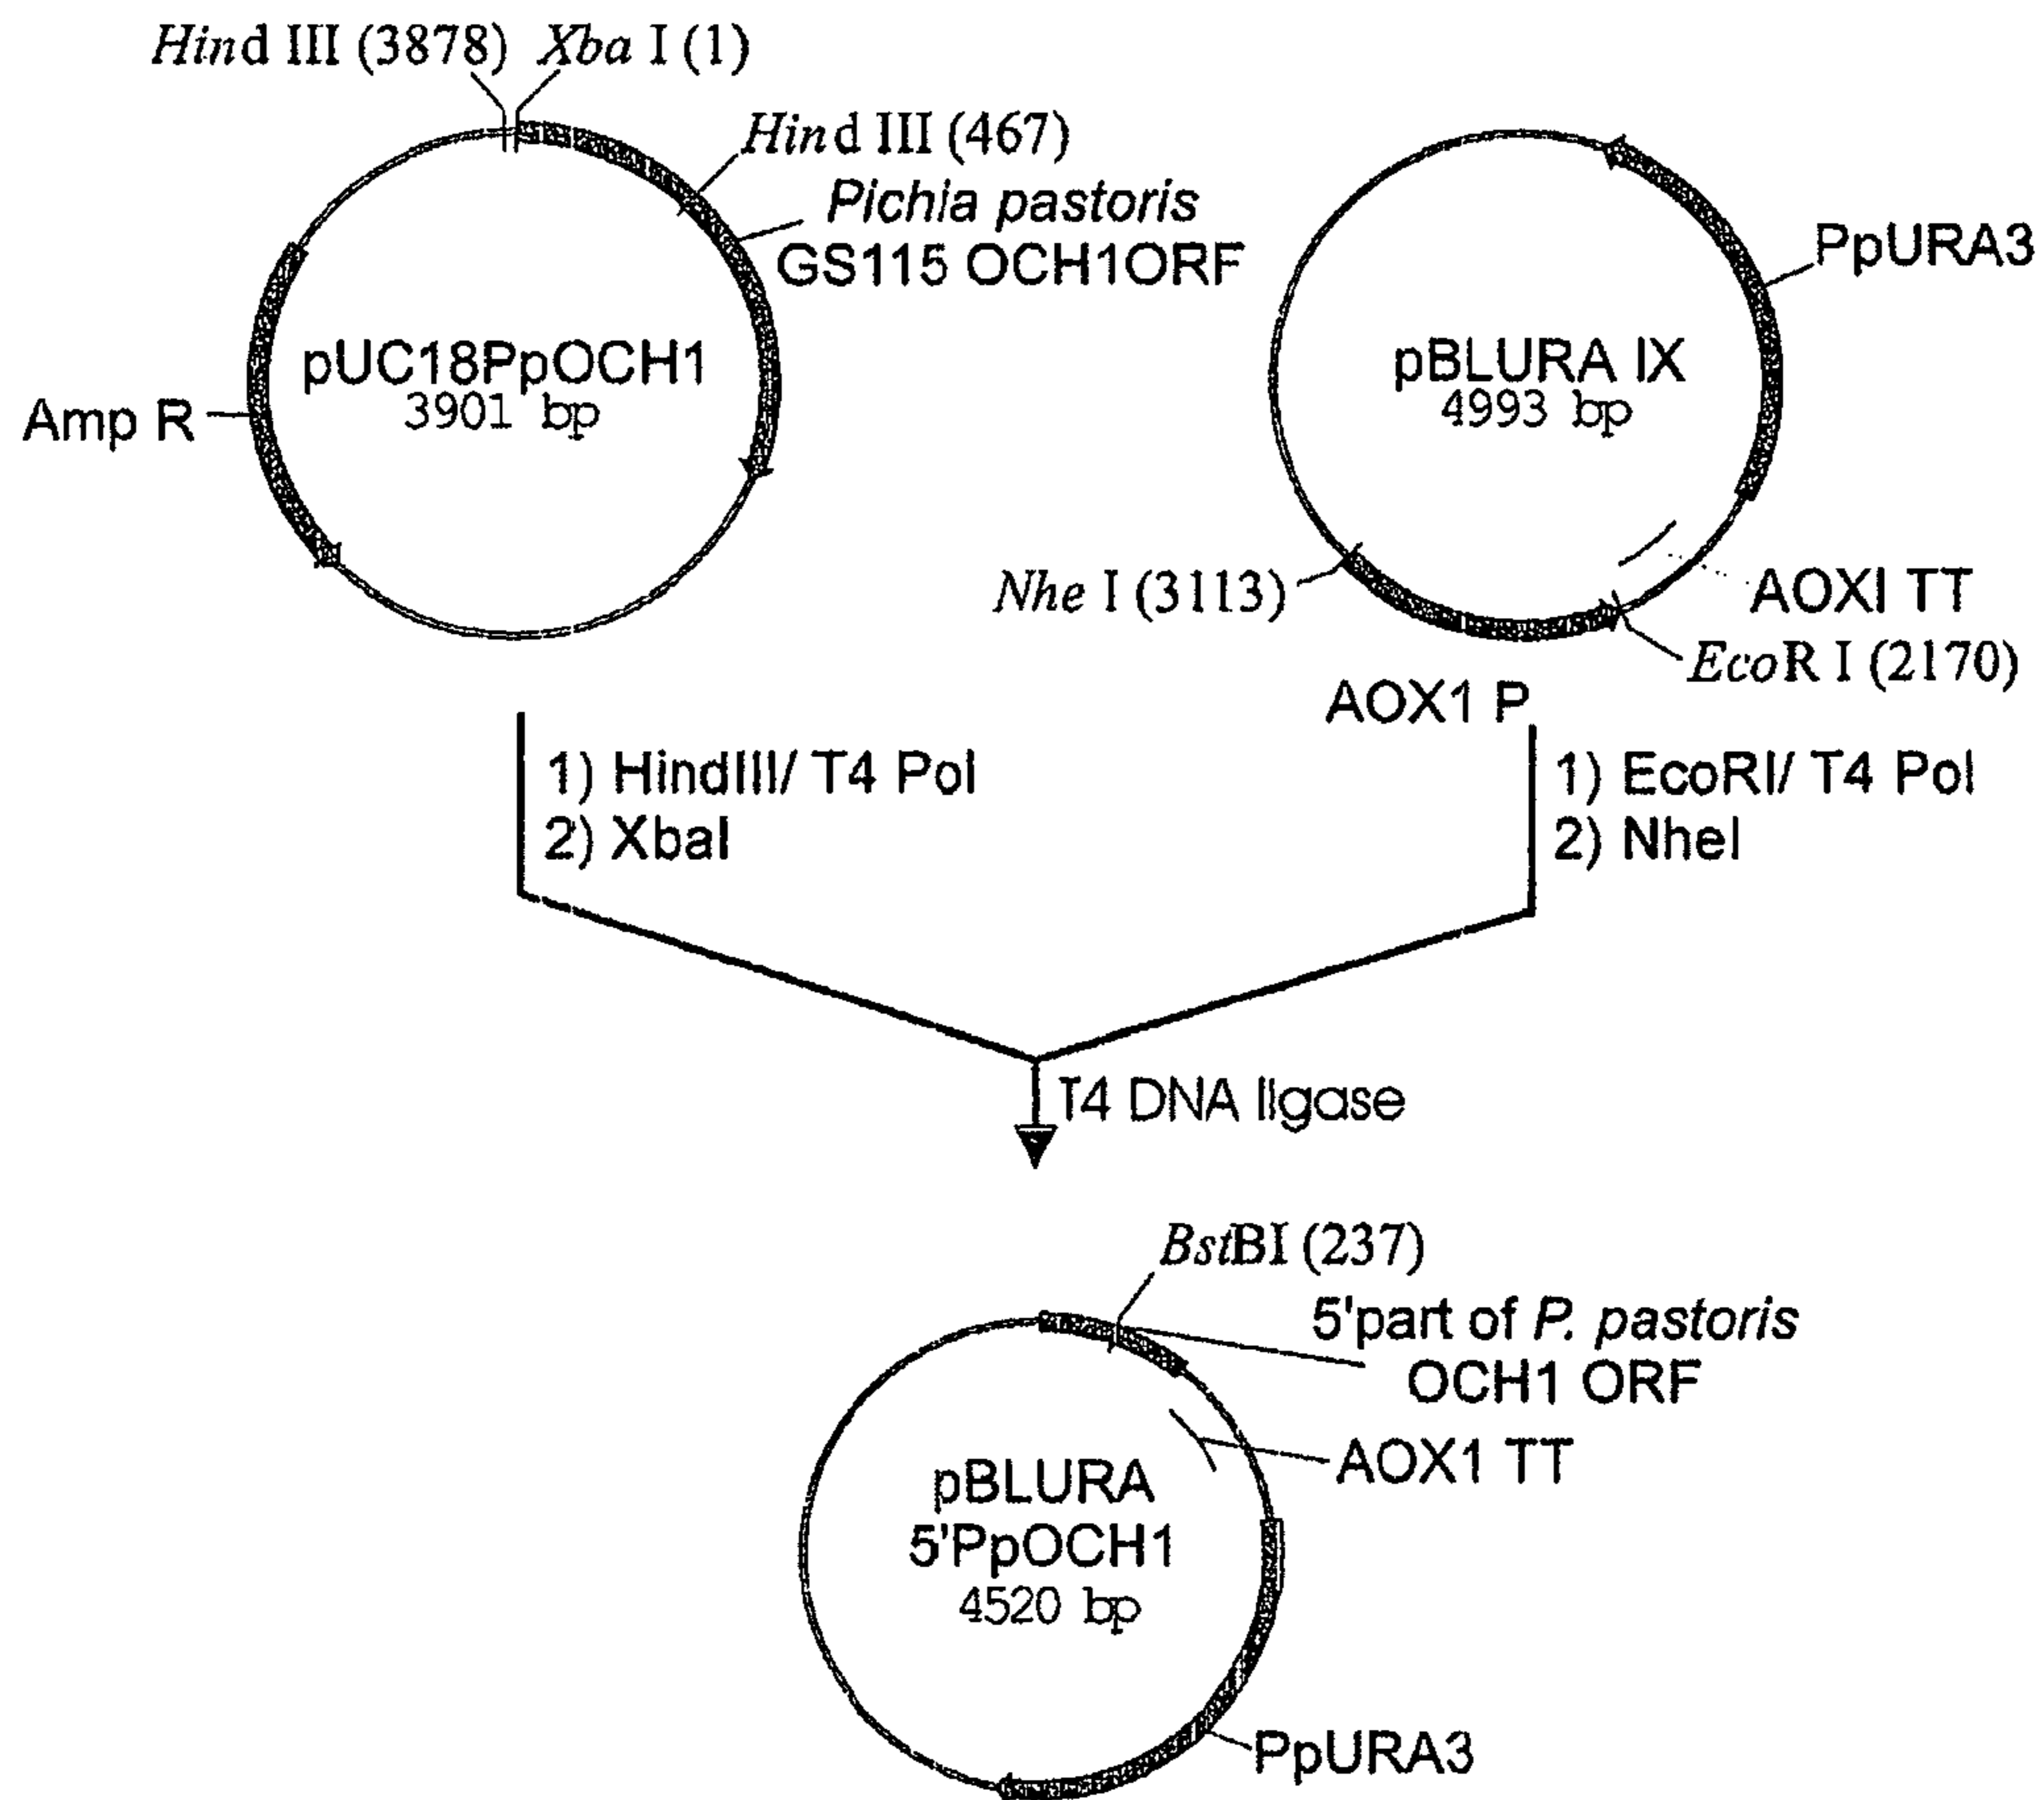 Hind III (3878) Xba I (1)
Hind III (467)
Pichia pastoris
GS115 OCH1ORF
pUC18PpOCH1
3901 bp
Amp R
PpURA3
pBLURA IX
4993 bp
Nhe I (3113)
AOXI TT
EcoR I (2170)
AOX1 P
1) HindIII/ T4 Pol
2) XbaI
1) EcoRI/ T4 Pol
2) NheI
T4 DNA ligase
BstBI (237)
5'part of P. pastoris
OCH1 ORF
AOX1 TT
pBLURA
5'PpOCH1
4520 bp
PpURA3